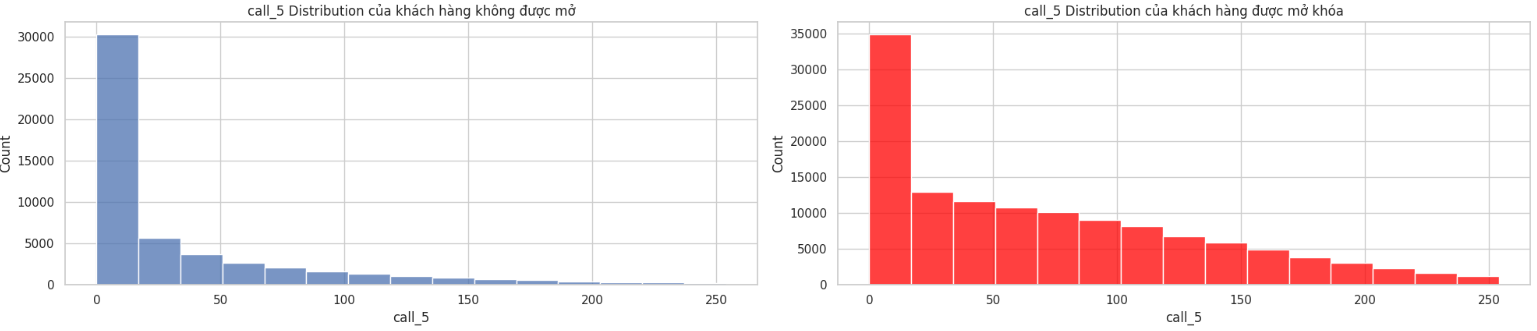 call_5 Distribution của khách hàng không được mở
30000
25000
20000
15000
10000
5000
0
Count
0 50 100 150 200 250
call_5
call_5 Distribution của khách hàng được mở khóa
35000
30000
25000
20000
15000
10000
5000
0
Count
0 50 100 150 200 250
call_5